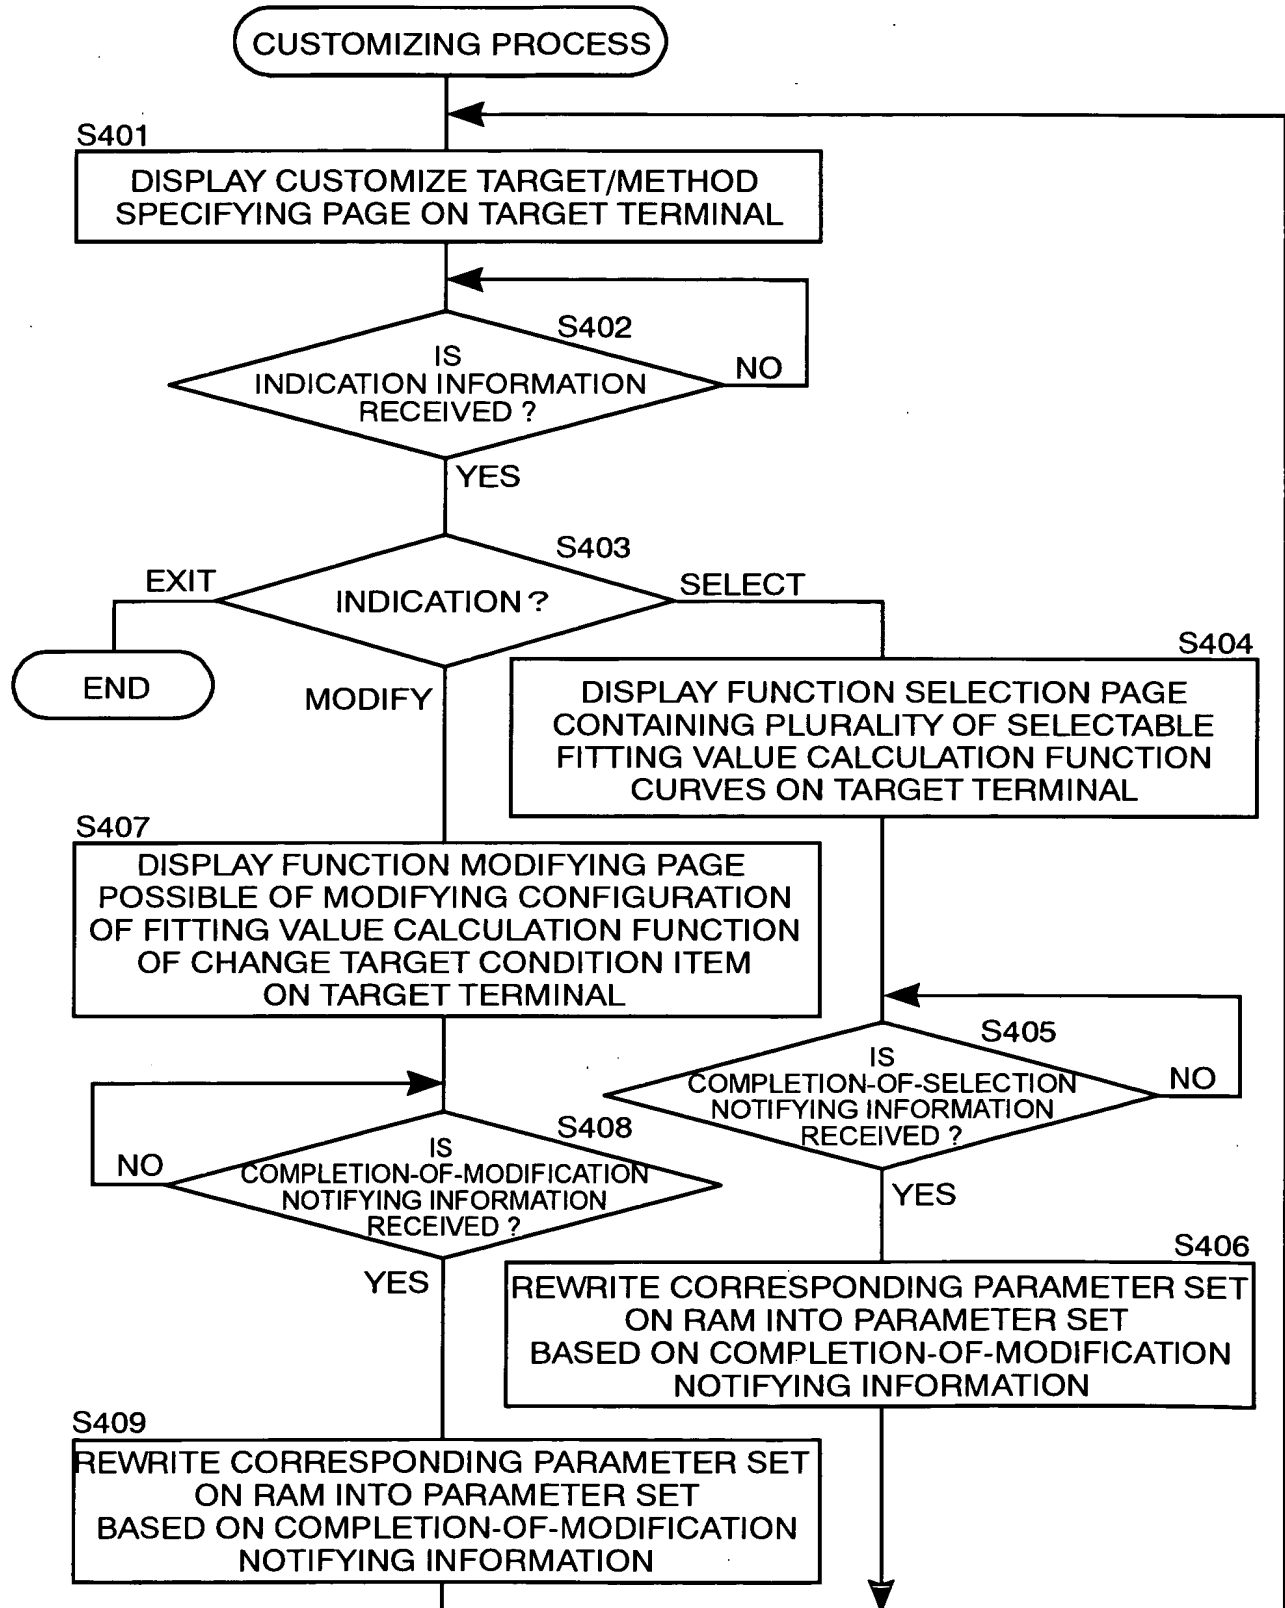 CUSTOMIZING PROCESS
S401
DISPLAY CUSTOMIZE TARGET/METHOD
SPECIFYING PAGE ON TARGET TERMINAL
S402
IS
INDICATION INFORMATION
RECEIVED ?
NO
YES
S403
INDICATION ?
EXIT
SELECT
END
MODIFY
S404
DISPLAY FUNCTION SELECTION PAGE
CONTAINING PLURALITY OF SELECTABLE
FITTING VALUE CALCULATION FUNCTION
CURVES ON TARGET TERMINAL
S407
DISPLAY FUNCTION MODIFYING PAGE
POSSIBLE OF MODIFYING CONFIGURATION
OF FITTING VALUE CALCULATION FUNCTION
OF CHANGE TARGET CONDITION ITEM
ON TARGET TERMINAL
S405
IS
COMPLETION-OF-SELECTION
NOTIFYING INFORMATION
RECEIVED ?
NO
YES
S408
IS
COMPLETION-OF-MODIFICATION
NOTIFYING INFORMATION
RECEIVED ?
NO
YES
S406
REWRITE CORRESPONDING PARAMETER SET
ON RAM INTO PARAMETER SET
BASED ON COMPLETION-OF-MODIFICATION
NOTIFYING INFORMATION
S409
REWRITE CORRESPONDING PARAMETER SET
ON RAM INTO PARAMETER SET
BASED ON COMPLETION-OF-MODIFICATION
NOTIFYING INFORMATION